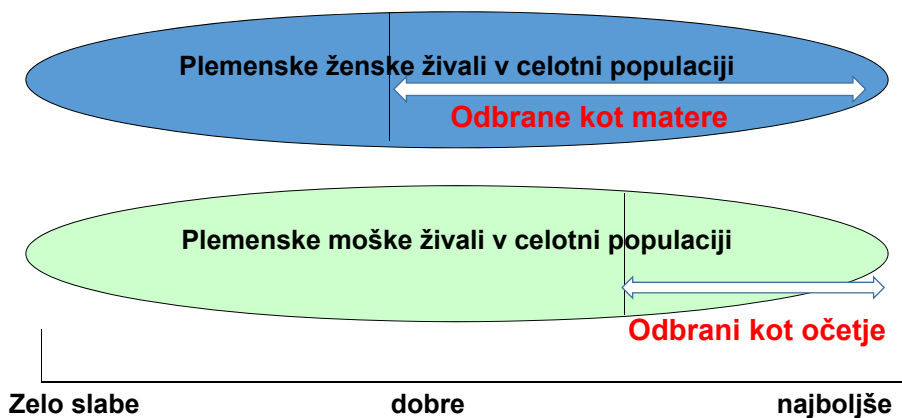 Plemenske ženske živali v celotni populaciji
Odbrane kot matere
Plemenske moške živali v celotni populaciji
Odbrani kot očetje
Zelo slabe dobre najboljše